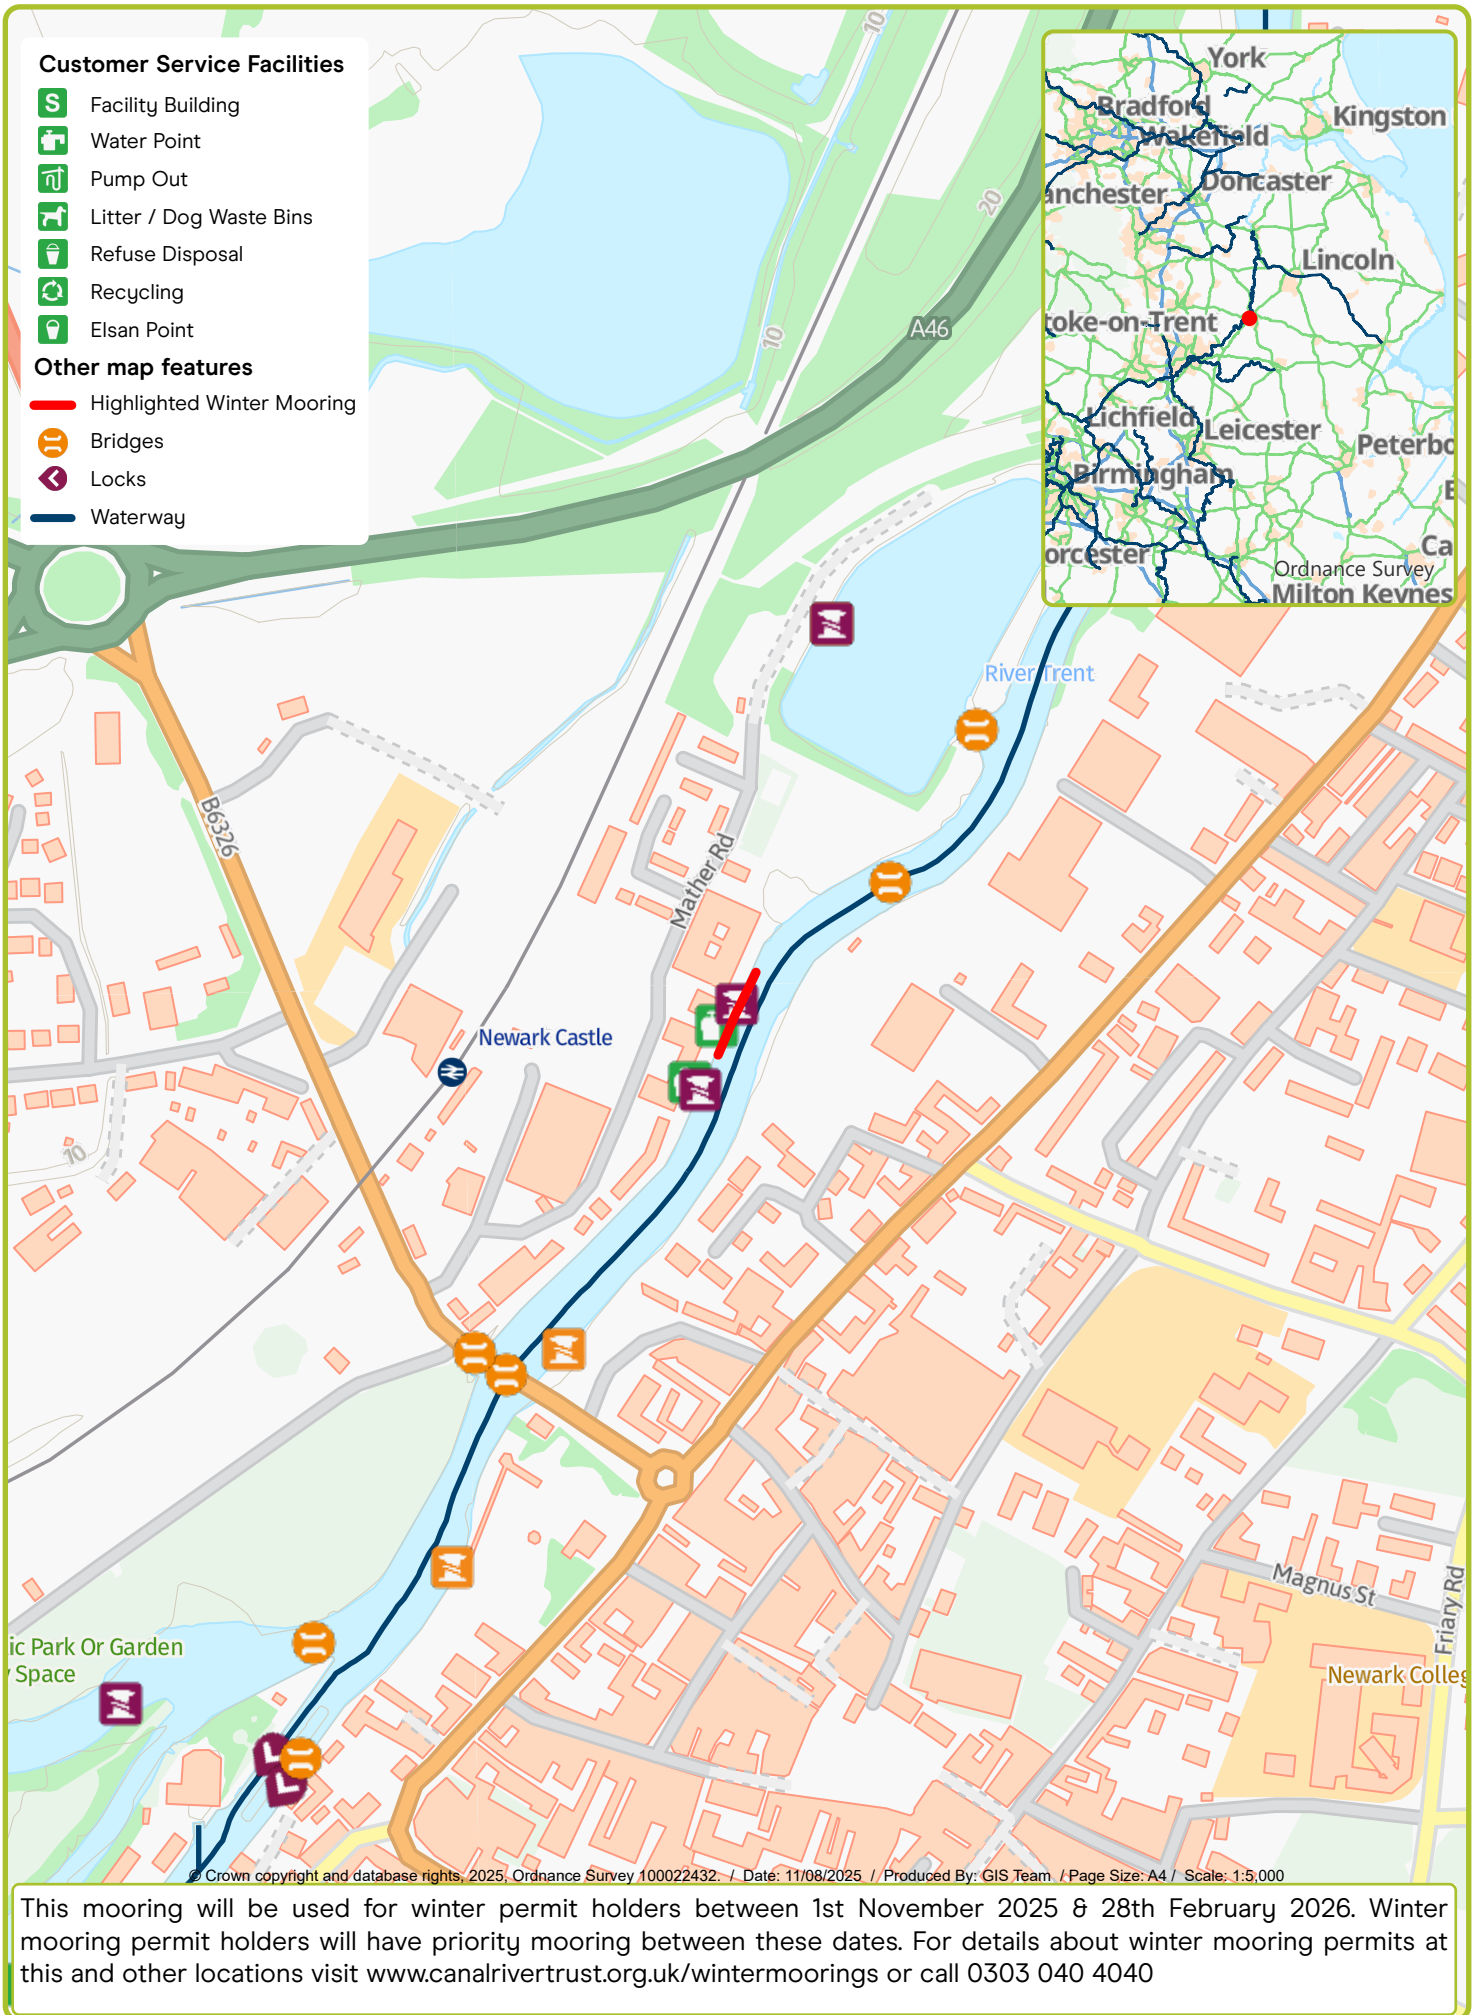 Customer Service Facilities
S Facility Building
Water Point
Pump Out
Litter / Dog Waste Bins
Refuse Disposal
Recycling
Elsan Point
Other map features
Highlighted Winter Mooring
Bridges
Locks
Waterway
York
Bradford
Wakefield
Kingston
anchester
Doncaster
Lincoln
toke-on-Trent
Lichfield
Leicester
Peterbo
Birmingham
E
orcester
Ca
Ordnance Survey
Milton Keynes
10
20
10
A46
River Trent
B6326
Mather Rd
Newark Castle
10
Magnus St
Friary Rd
ic Park Or Garden
y Space
Newark Colleg
© Crown copyright and database rights, 2025, Ordnance Survey 100022432. / Date: 11/08/2025 / Produced By: GIS Team / Page Size: A4 / Scale: 1:5,000
This mooring will be used for winter permit holders between 1st November 2025 & 28th February 2026. Winter
mooring permit holders will have priority mooring between these dates. For details about winter mooring permits at
this and other locations visit www.canalrivertrust.org.uk/wintermoorings or call 0303 040 4040